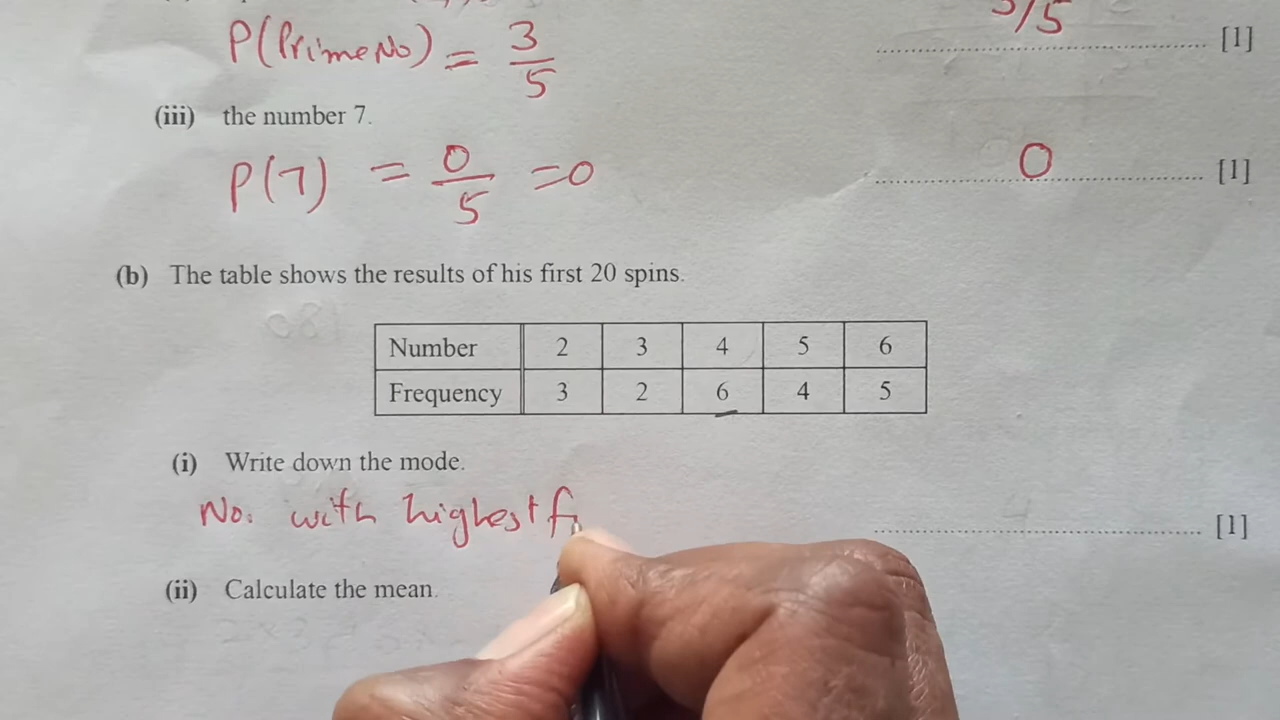 P(Prime No) = 3/5
3/5 [1]
(iii) the number 7.
P(7) = 0/5 = 0
0 [1]
(b) The table shows the results of his first 20 spins.
Number 2 3 4 5 6
Frequency 3 2 6 4 5
(i) Write down the mode.
No. with highest f
[1]
(ii) Calculate the mean.